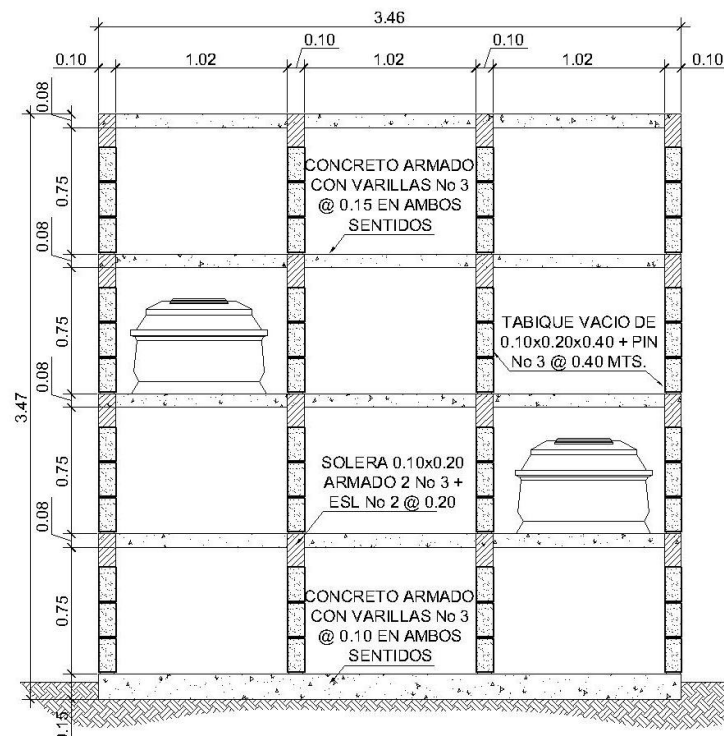 3.46
0.10
0.10
0.10
1.02
1.02
1.02
0.10
0.08
0.75
0.08
0.75
0.08
0.75
0.08
0.75
0.15
3.47
CONCRETO ARMADO
CON VARILLAS No 3
@ 0.15 EN AMBOS
SENTIDOS
TABIQUE VACIO DE
0.10x0.20x0.40 + PIN
No 3 @ 0.40 MTS.
SOLERA 0.10x0.20
ARMADO 2 No 3 +
ESL No 2 @ 0.20
CONCRETO ARMADO
CON VARILLAS No 3
@ 0.10 EN AMBOS
SENTIDOS